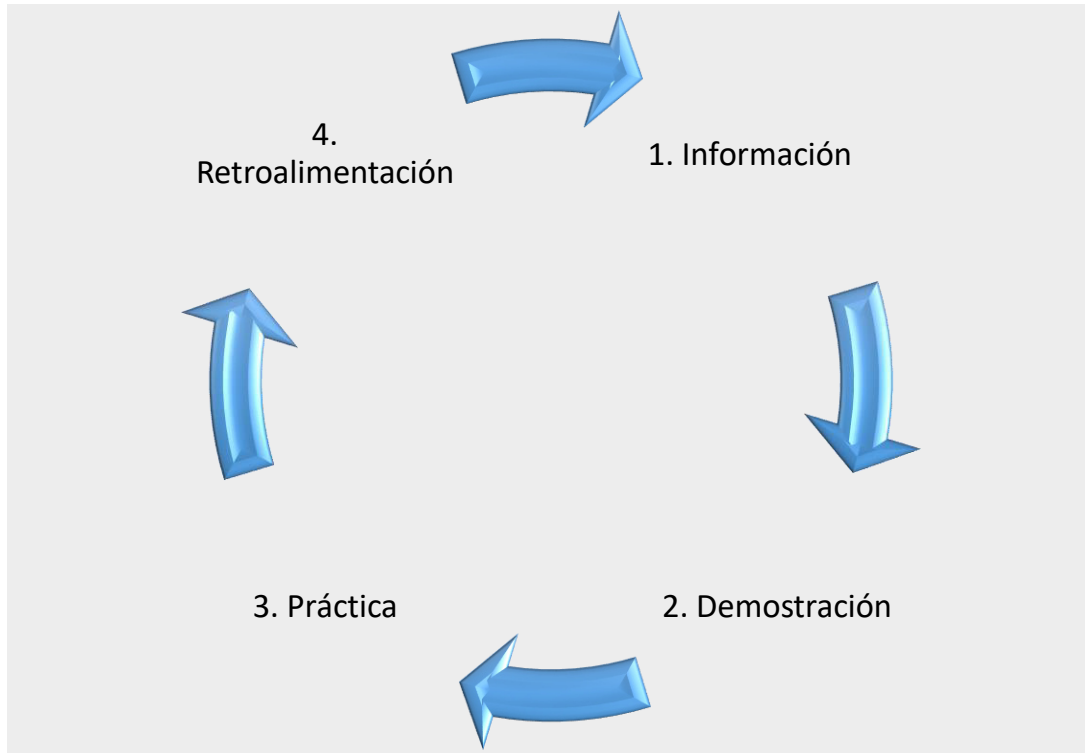 4.
Retroalimentación
1. Información
3. Práctica
2. Demostración